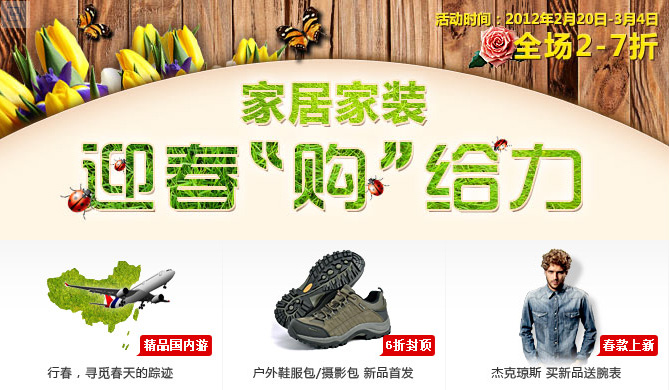 活动时间：2012年2月20日-3月4日
全场2-7折
家居家装
迎春“购”给力
精品国内游
6折封顶
春款上新
行春，寻觅春天的踪迹
户外鞋服包/摄影包 新品首发
杰克琼斯 买新品送腕表